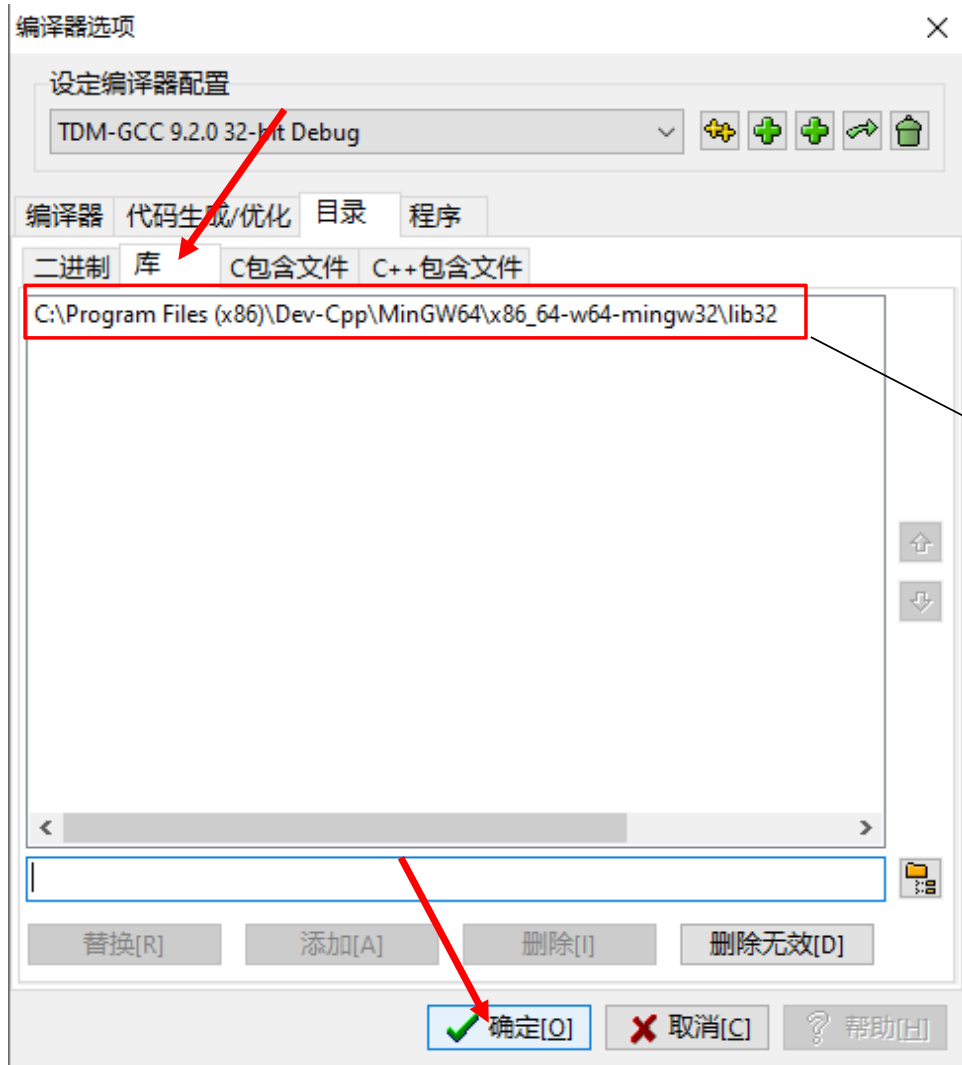 编译器选项
设定编译器配置
TDM-GCC 9.2.0 32-bit Debug
编译器 代码生成/优化 目录 程序
二进制 库 C包含文件 C++包含文件
C:\Program Files (x86)\Dev-Cpp\MinGW64\x86_64-w64-mingw32\lib32
替换[R] 添加[A] 删除[I] 删除无效[D]
确定[O] 取消[C] 帮助[H]